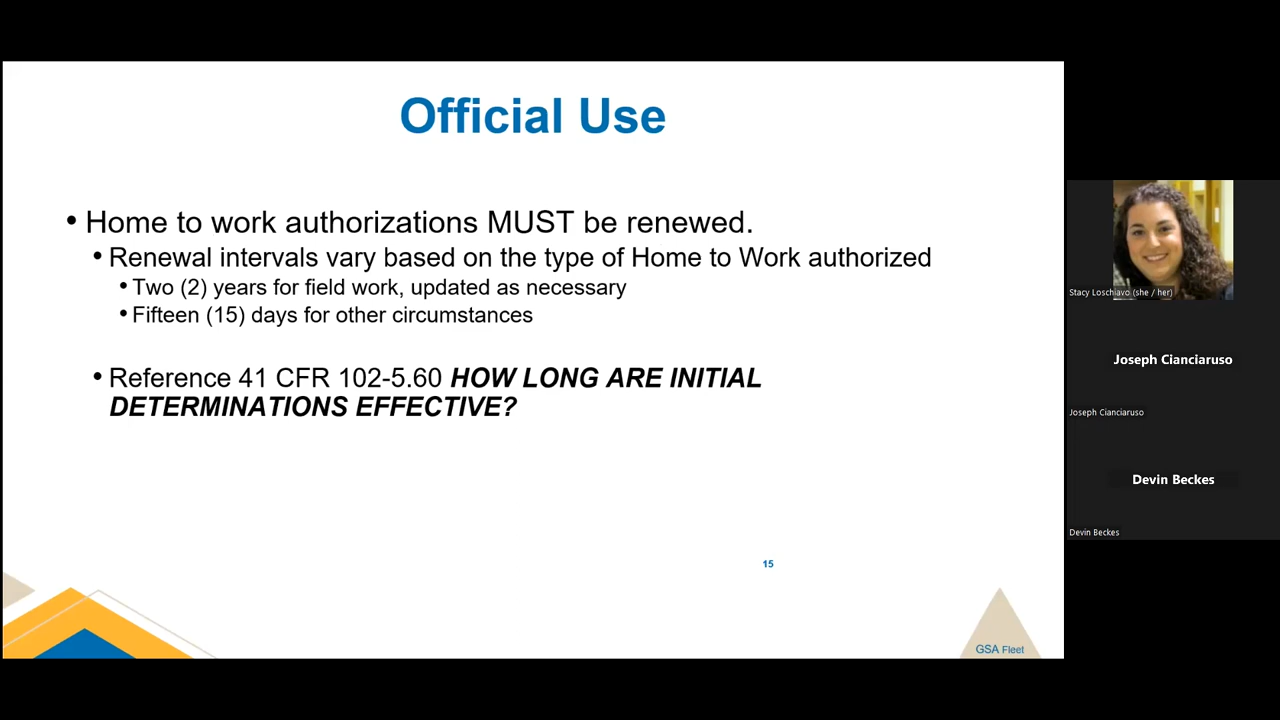 Official Use
• Home to work authorizations MUST be renewed.
• Renewal intervals vary based on the type of Home to Work authorized
• Two (2) years for field work, updated as necessary
• Fifteen (15) days for other circumstances
• Reference 41 CFR 102-5.60 HOW LONG ARE INITIAL
DETERMINATIONS EFFECTIVE?
15
GSA Fleet
Stacy Loschiavo (she / her)
Joseph Cianciaruso
Joseph Cianciaruso
Devin Beckes
Devin Beckes